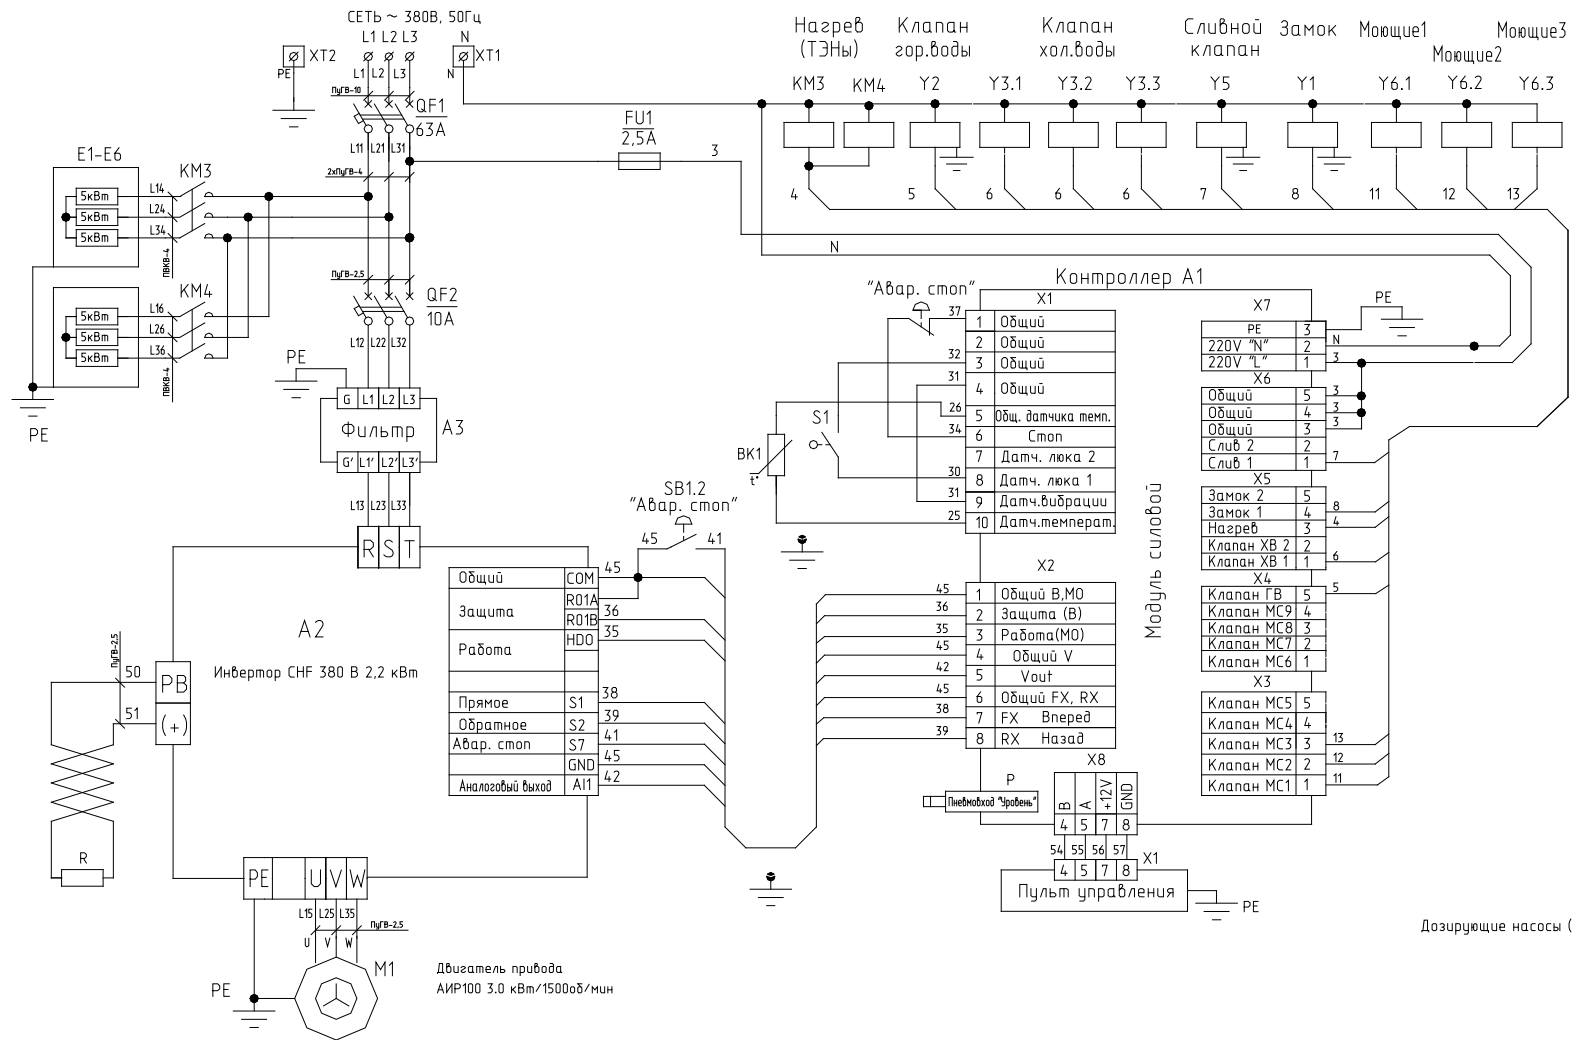 СЕТЬ ~ 380В, 50Гц
L1 L2 L3
XT2
PE
L1 L2 L3
ПуГВ-10
QF1
63А
L11 L21 L31
2хПуГВ-4
N
XT1
N
FU1
2,5А
3
Нагрев
(ТЭНы)
Клапан
гор.воды
Клапан
хол.воды
Сливной
клапан
Замок
Моющие1
Моющие2
Моющие3
KM3
KM4
Y2
Y3.1
Y3.2
Y3.3
Y5
Y1
Y6.1
Y6.2
Y6.3
4
5
6
6
6
7
8
11
12
13
N
E1-E6
KM3
5кВт
L14
5кВт
L24
5кВт
L34
ПВКВ-4
KM4
5кВт
L16
5кВт
L26
5кВт
L36
ПВКВ-4
PE
ПуГВ-2,5
QF2
10А
L12 L22 L32
PE
G L1 L2 L3
Фильтр
A3
G' L1' L2' L3'
L13 L23 L33
R S T
A2
Инвертор CHF 380 В 2,2 кВт
ПуГВ-2,5
50
PB
51
(+)
R
Общий
COM
45
Защита
R01A
R01B
36
Работа
HDO
35
Прямое
S1
38
Обратное
S2
39
Авар. стоп
S7
41
GND
45
Аналоговый выход
AI1
42
SB1.2
"Авар. стоп"
45
41
PE U V W
L15 L25 L35
ПуГВ-2,5
U V W
M1
PE
Двигатель привода
АИР100 3.0 кВт/1500об/мин
Контроллер А1
"Авар. стоп"
X1
37
1 Общий
2 Общий
32
3 Общий
31
4 Общий
26
5 Общ. датчика темп.
34
6 Стоп
7 Датч. люка 2
30
8 Датч. люка 1
31
9 Датч.вибрации
25
10 Датч.температ.
S1
BK1
t°
X2
45
1 Общий В,МО
36
2 Защита (В)
35
3 Работа(МО)
45
4 Общий V
42
5 Vout
45
6 Общий FX, RX
38
7 FX Вперед
39
8 RX Назад
Модуль силовой
P
Пневмовход "Уровень"
X8
B
A
+12V
GND
4 5 7 8
54 55 56 57
4 5 7 8
X1
Пульт управления
PE
X7
PE
PE 3
220V "N" 2
N
220V "L" 1
3
X6
Общий 5
3
Общий 4
3
Общий 3
3
Слив 2 2
Слив 1 1
7
X5
Замок 2 5
Замок 1 4
8
Нагрев 3
4
Клапан ХВ 2 2
Клапан ХВ 1 1
6
X4
Клапан ГВ 5
5
Клапан МС9 4
Клапан МС8 3
Клапан МС7 2
Клапан МС6 1
X3
Клапан МС5 5
Клапан МС4 4
Клапан МС3 3
13
Клапан МС2 2
12
Клапан МС1 1
11
Дозирующие насосы (